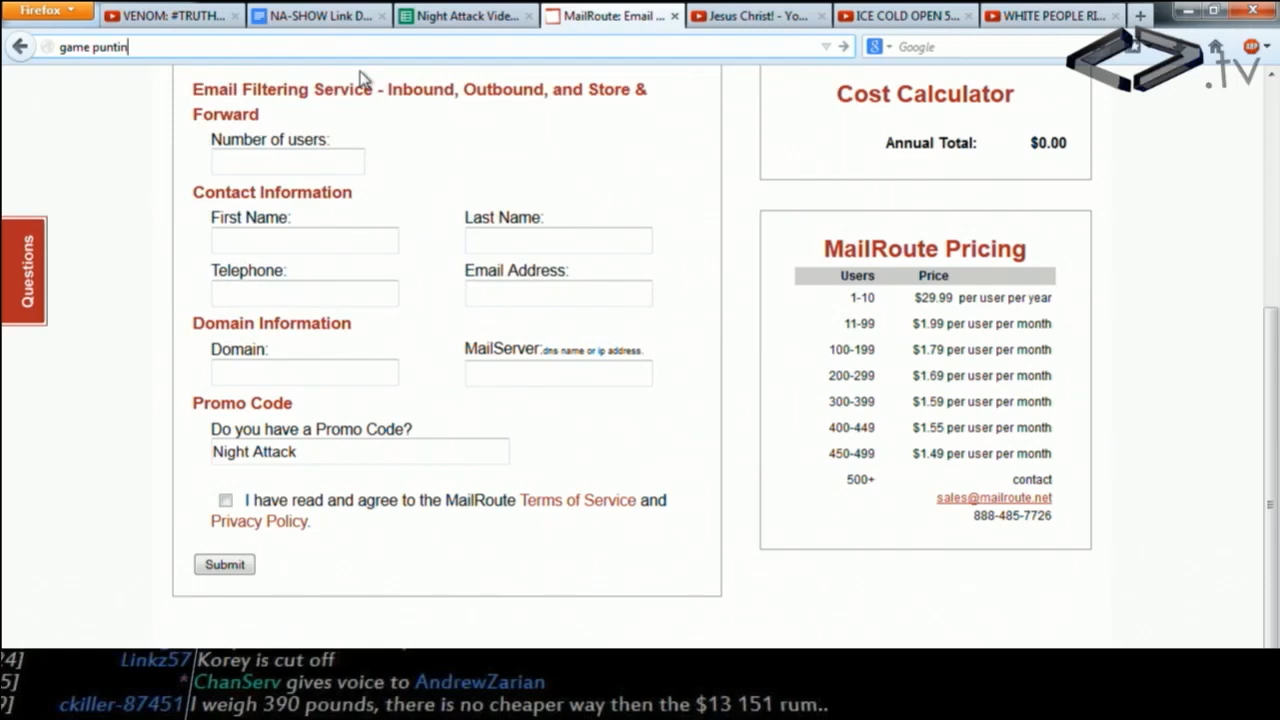 Firefox
VENOM: #TRUTH...
NA-SHOW Link D...
Night Attack Vide...
MailRoute: Email ...
Jesus Christ! - Yo...
ICE COLD OPEN 5...
WHITE PEOPLE RI...
game puntin
Google
.tv
Email Filtering Service - Inbound, Outbound, and Store &
Forward
Number of users:
Contact Information
First Name:
Last Name:
Telephone:
Email Address:
Domain Information
Domain:
MailServer:dns name or ip address.
Promo Code
Do you have a Promo Code?
Night Attack
I have read and agree to the MailRoute Terms of Service and
Privacy Policy.
Submit
Questions
Cost Calculator
Annual Total: $0.00
MailRoute Pricing
Users Price
1-10 $29.99 per user per year
11-99 $1.99 per user per month
100-199 $1.79 per user per month
200-299 $1.69 per user per month
300-399 $1.59 per user per month
400-449 $1.55 per user per month
450-499 $1.49 per user per month
500+ contact
sales@mailroute.net
888-485-7726
24] Linkz57 Korey is cut off
5] * ChanServ gives voice to AndrewZarian
9] ckiller-87451 I weigh 390 pounds, there is no cheaper way then the $13 151 rum..